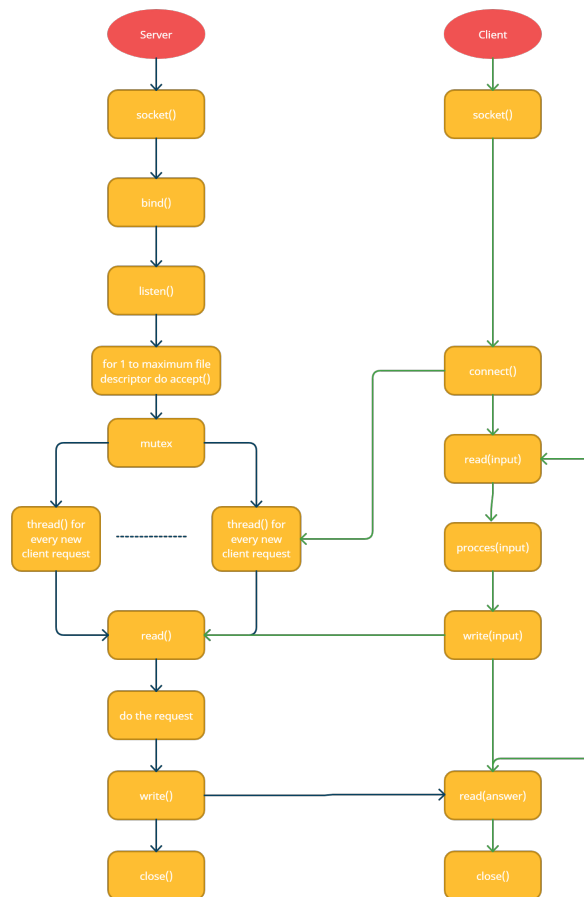 Server
Client
socket()
socket()
bind()
listen()
for 1 to maximum file
descriptor do accept()
connect()
mutex
read(input)
thread() for
every new
client request
thread() for
every new
client request
procces(input)
read()
write(input)
do the request
write()
read(answer)
close()
close()